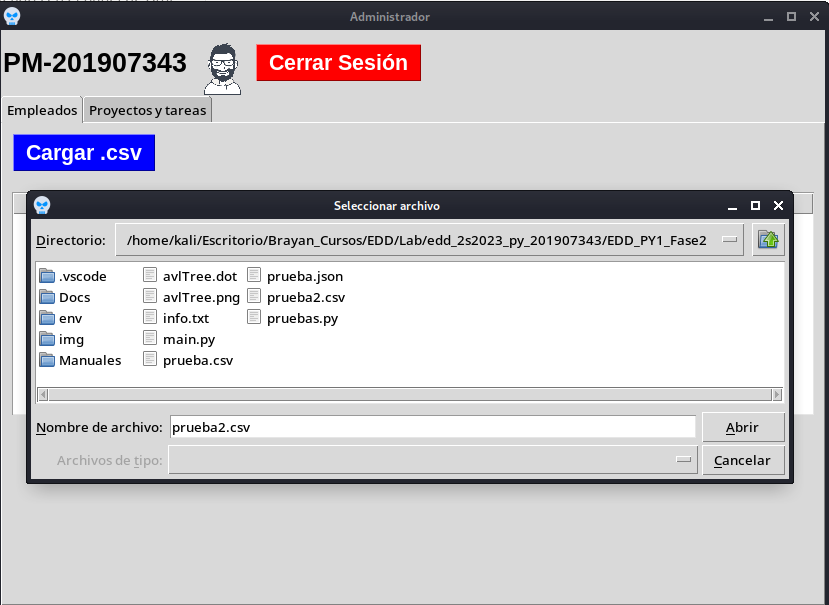 Administrador
PM-201907343
Cerrar Sesión
Empleados
Proyectos y tareas
Cargar .csv
Seleccionar archivo
Directorio: /home/kali/Escritorio/Brayan_Cursos/EDD/Lab/edd_2s2023_py_201907343/EDD_PY1_Fase2
.vscode avlTree.dot prueba.json
Docs avlTree.png prueba2.csv
env info.txt pruebas.py
img main.py
Manuales prueba.csv
Nombre de archivo: prueba2.csv Abrir
Archivos de tipo: Cancelar